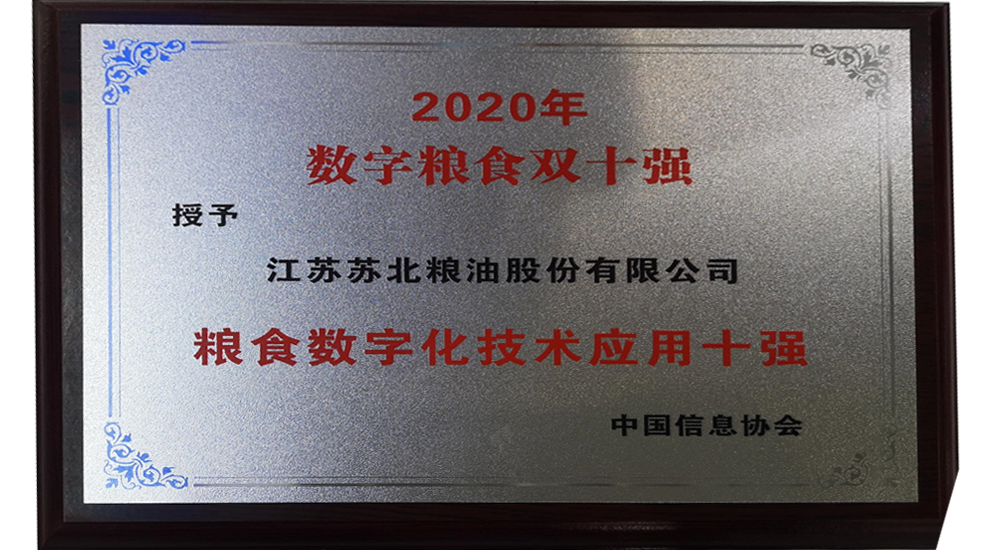 2020年
数字粮食双十强
授予
江苏苏北粮油股份有限公司
粮食数字化技术应用十强
中国信息协会